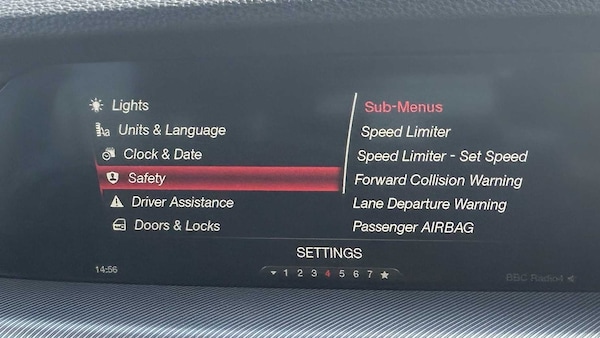 Lights
Units & Language
Clock & Date
Safety
Driver Assistance
Doors & Locks
Sub-Menus
Speed Limiter
Speed Limiter - Set Speed
Forward Collision Warning
Lane Departure Warning
Passenger AIRBAG
SETTINGS
14:56
1 2 3 4 5 6 7
BBC Radio4